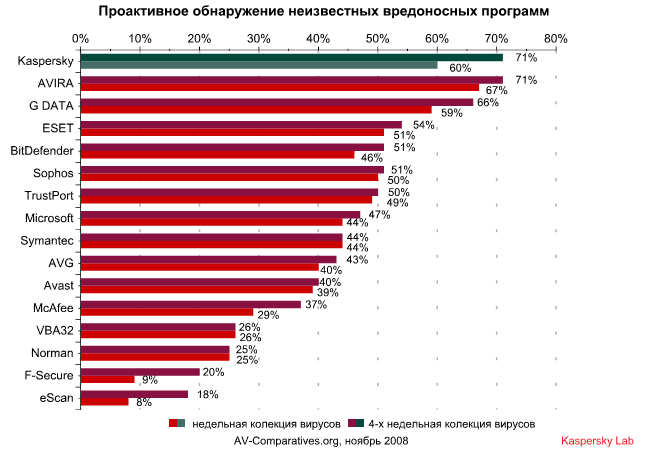 Проактивное обнаружение неизвестных вредоносных программ
0% 10% 20% 30% 40% 50% 60% 70% 80%
Kaspersky 71%
60%
AVIRA 71%
67%
G DATA 66%
59%
ESET 54%
51%
BitDefender 51%
46%
Sophos 51%
50%
TrustPort 50%
49%
Microsoft 47%
44%
Symantec 44%
44%
AVG 43%
40%
Avast 40%
39%
McAfee 37%
29%
VBA32 26%
26%
Norman 25%
25%
F-Secure 20%
9%
eScan 18%
8%
недельная колекция вирусов 4-х недельная колекция вирусов
AV-Comparatives.org, ноябрь 2008 Kaspersky Lab